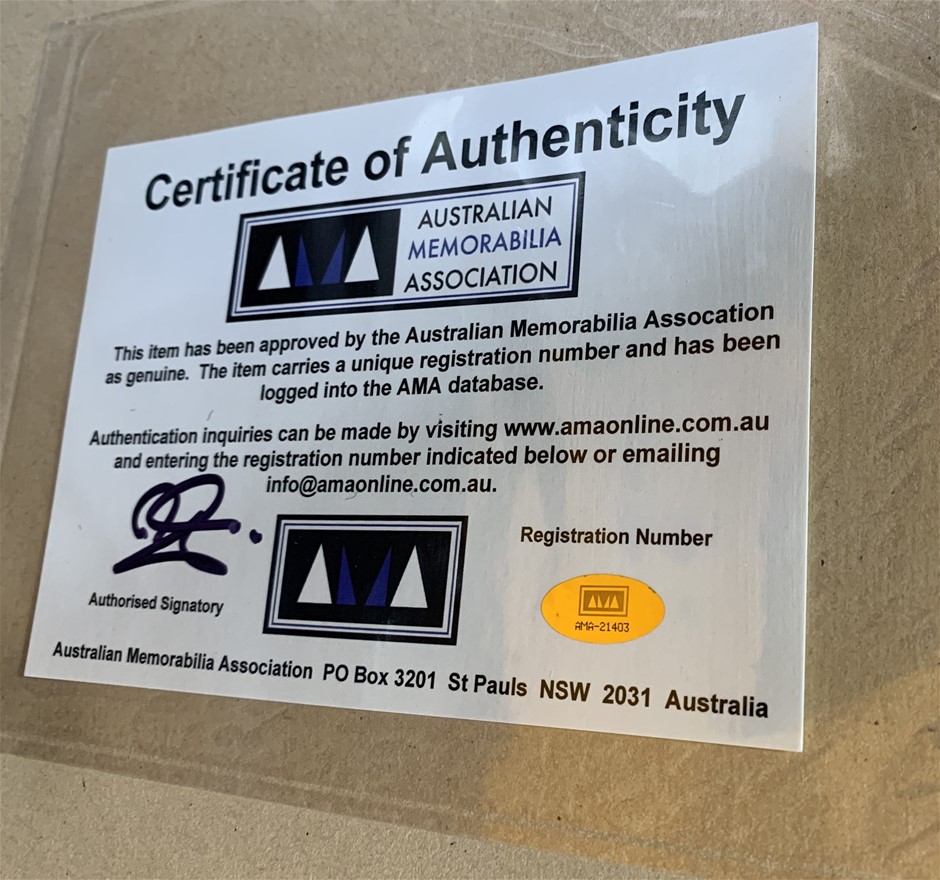 Certificate of Authenticity
AMA
AUSTRALIAN
MEMORABILIA
ASSOCIATION
This item has been approved by the Australian Memorabilia Assocation
as genuine. The item carries a unique registration number and has been
logged into the AMA database.
Authentication inquiries can be made by visiting www.amaonline.com.au
and entering the registration number indicated below or emailing
info@amaonline.com.au.
Authorised Signatory
AMA
Registration Number
AMA
AMA-21403
Australian Memorabilia Association PO Box 3201 St Pauls NSW 2031 Australia